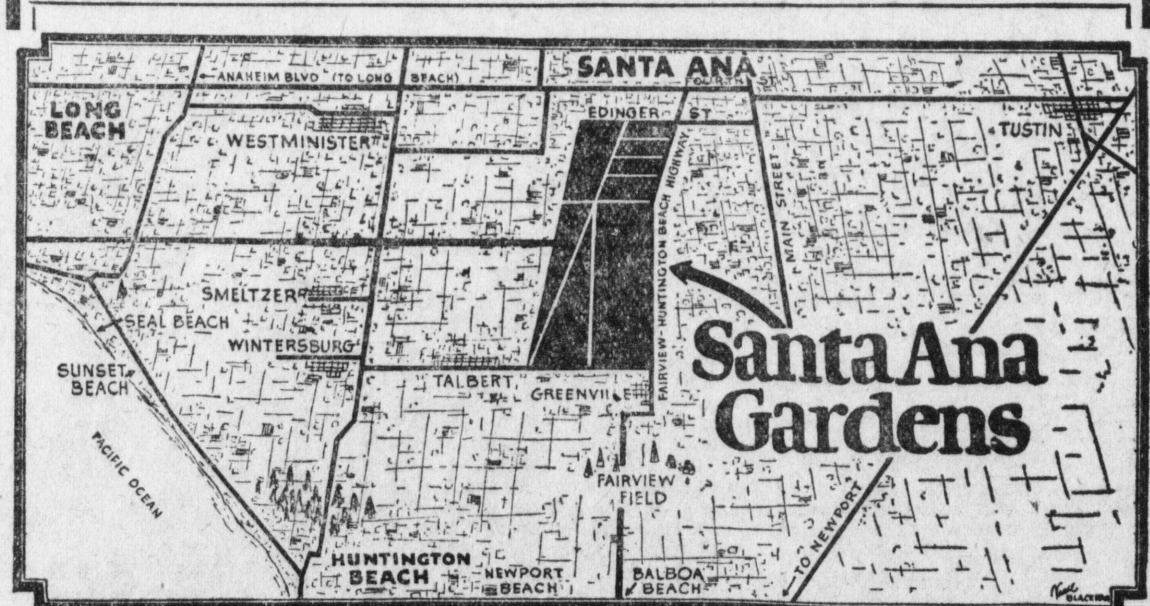 ANAHEIM BLVD (TO LONG BEACH)
SANTA ANA
FOURTH ST
LONG
BEACH
EDINGER ST
WESTMINISTER
TUSTIN
MAIN STREET
FAIRVIEW-HUNTINGTON BEACH HIGHWAY
SMELTZER
SEAL BEACH
WINTERSBURG
SUNSET
BEACH
Santa Ana
Gardens
TALBERT
GREENVILLE
PACIFIC OCEAN
FAIRVIEW
FIELD
TO NEWPORT
HUNTINGTON
BEACH
NEWPORT
BEACH
BALBOA
BEACH